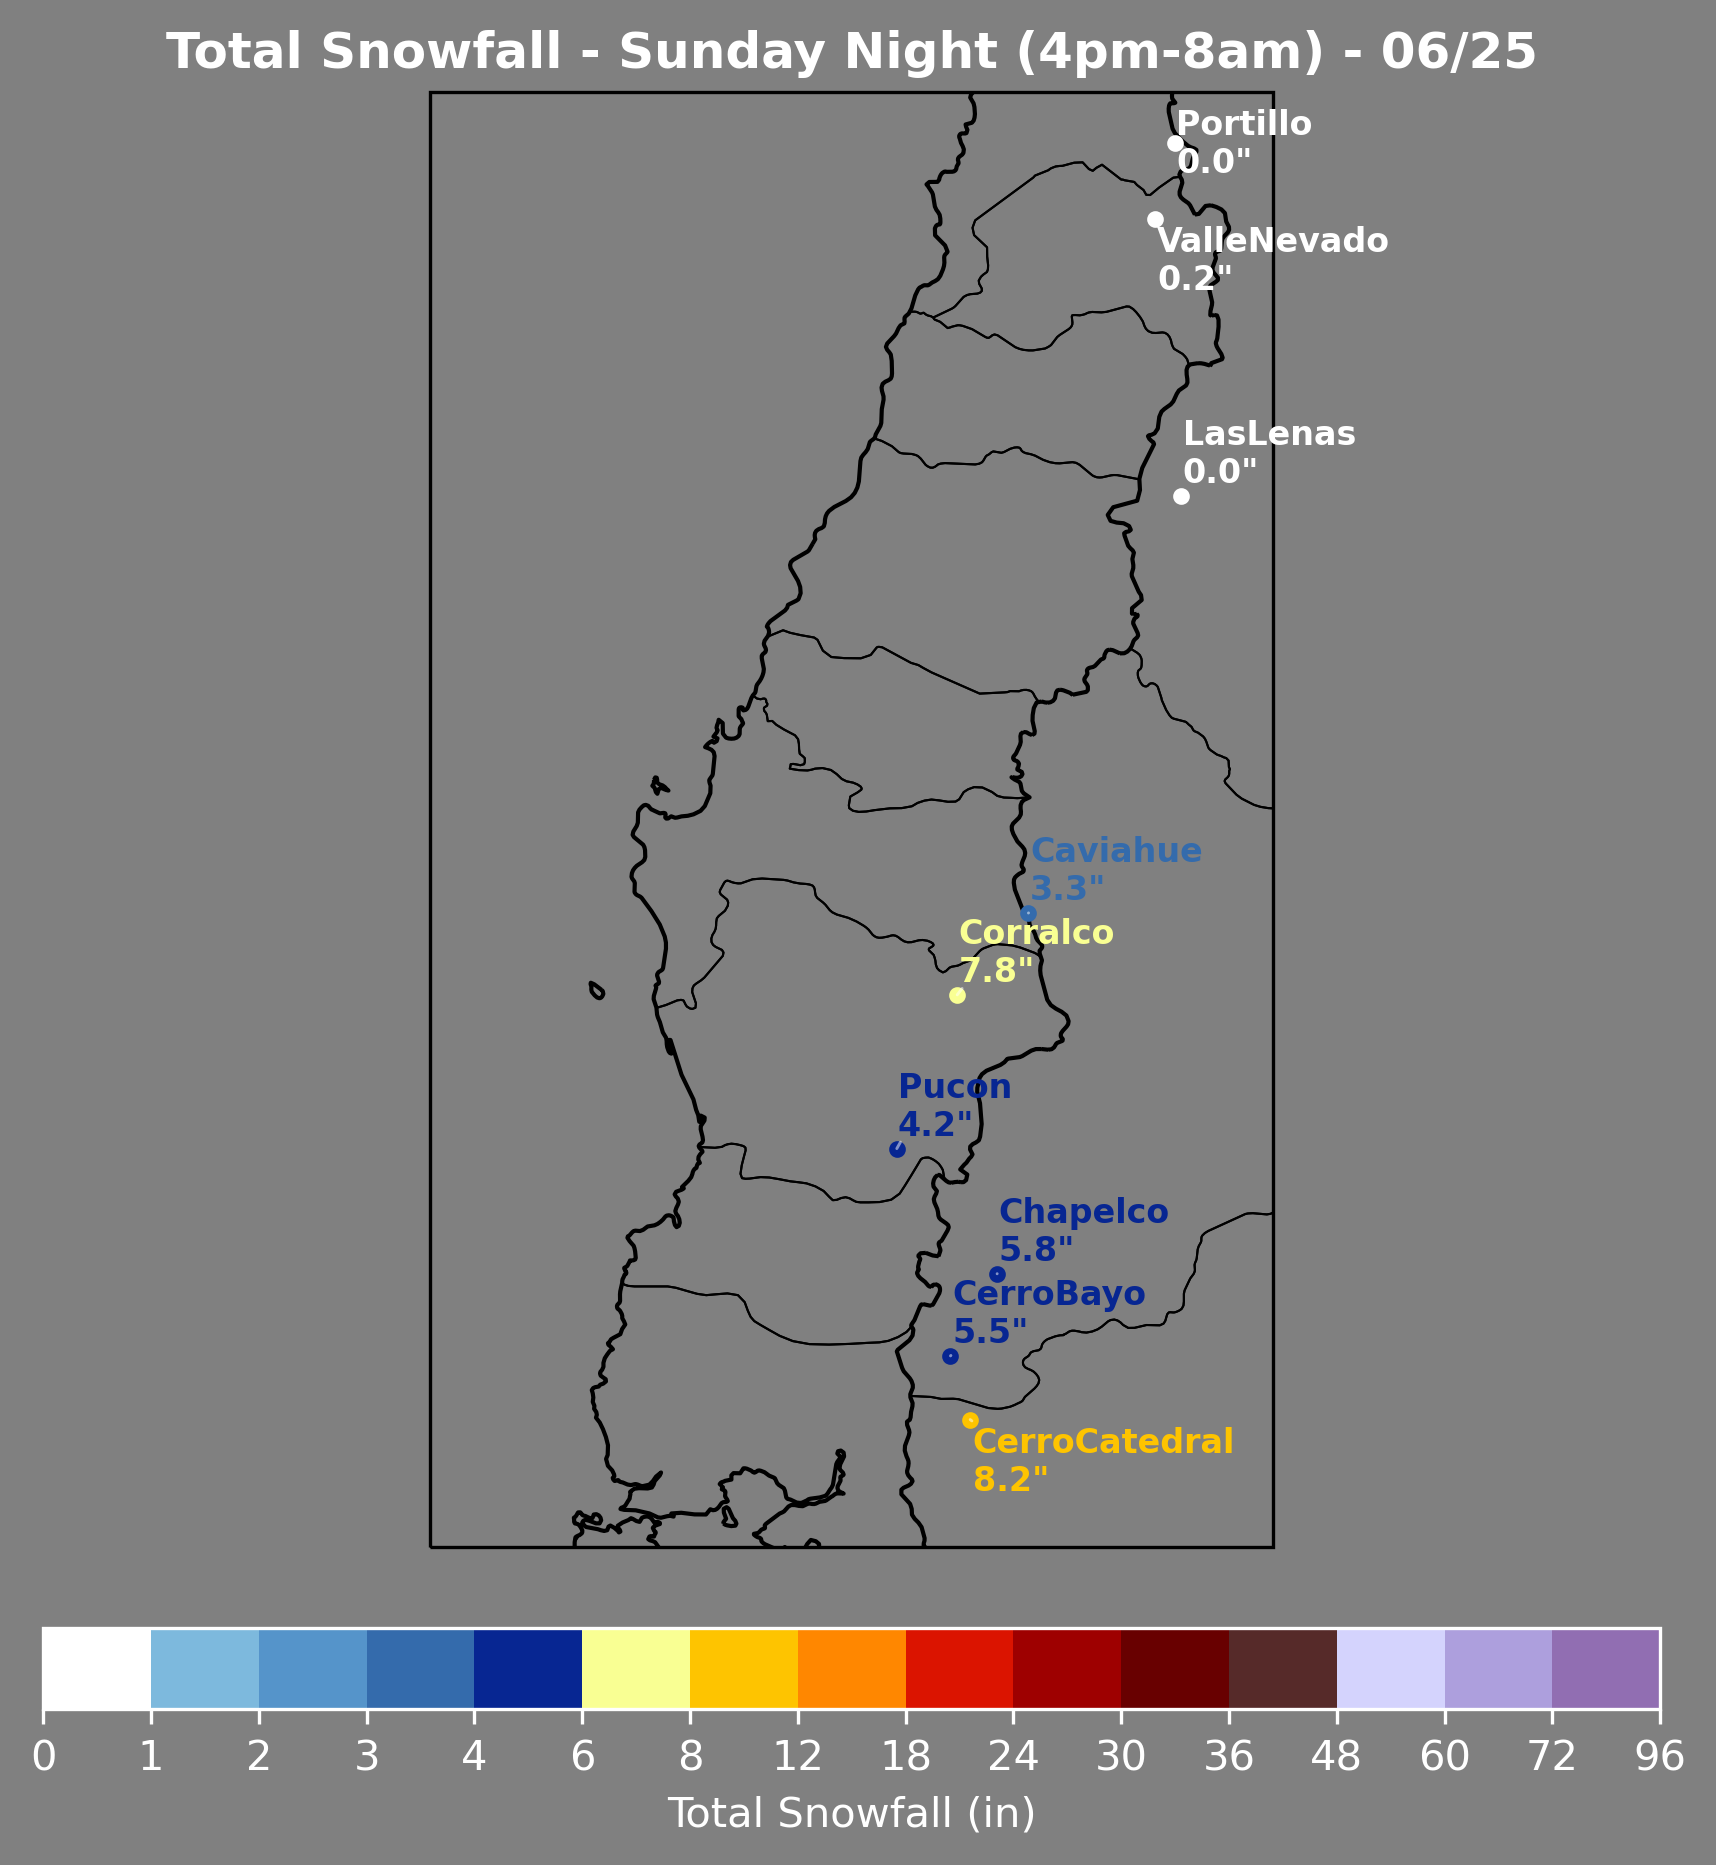 Total Snowfall - Sunday Night (4pm-8am) - 06/25
Portillo
0.0"
ValleNevado
0.2"
LasLenas
0.0"
Caviahue
3.3"
Corralco
7.8"
Pucon
4.2"
Chapelco
5.8"
CerroBayo
5.5"
CerroCatedral
8.2"
0 1 2 3 4 6 8 12 18 24 30 36 48 60 72 96
Total Snowfall (in)